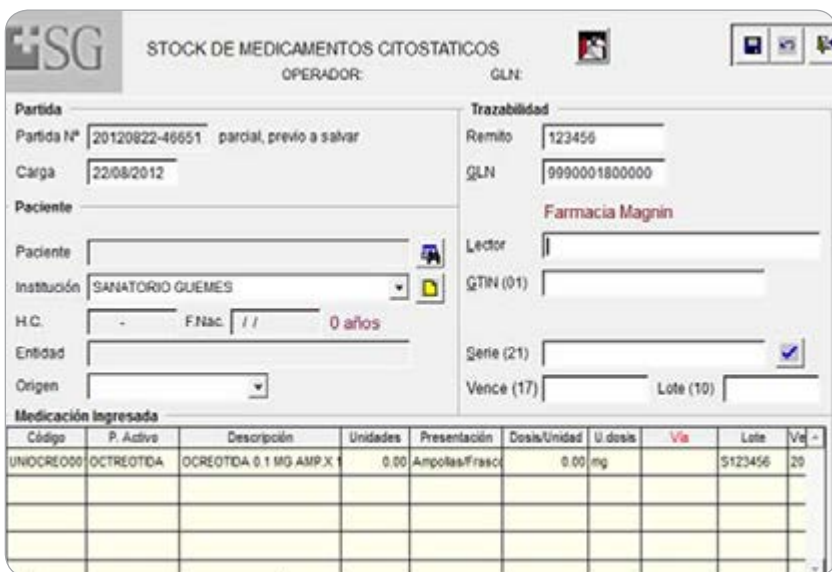 SG
STOCK DE MEDICAMENTOS CITOSTATICOS
OPERADOR: GLN:
Partida
Partida Nº 20120822-46651 parcial, previo a salvar
Carga 22/08/2012
Paciente
Paciente
Institución SANATORIO GUEMES
H.C. - F.Nac. / / 0 años
Entidad
Origen
Trazabilidad
Remito 123456
GLN 9990001800000
Farmacia Magnin
Lector
GTIN (01)
Serie (21)
Vence (17) Lote (10)
Medicación Ingresada
Código P. Activo Descripción Unidades Presentación Dosis/Unidad U.dosis Vía Lote Ve
UNIOCREO00 OCTREOTIDA OCREOTIDA 0.1 MG AMP.X 1 0.00 Ampollas/Frasco 0.00 mg S123456 20